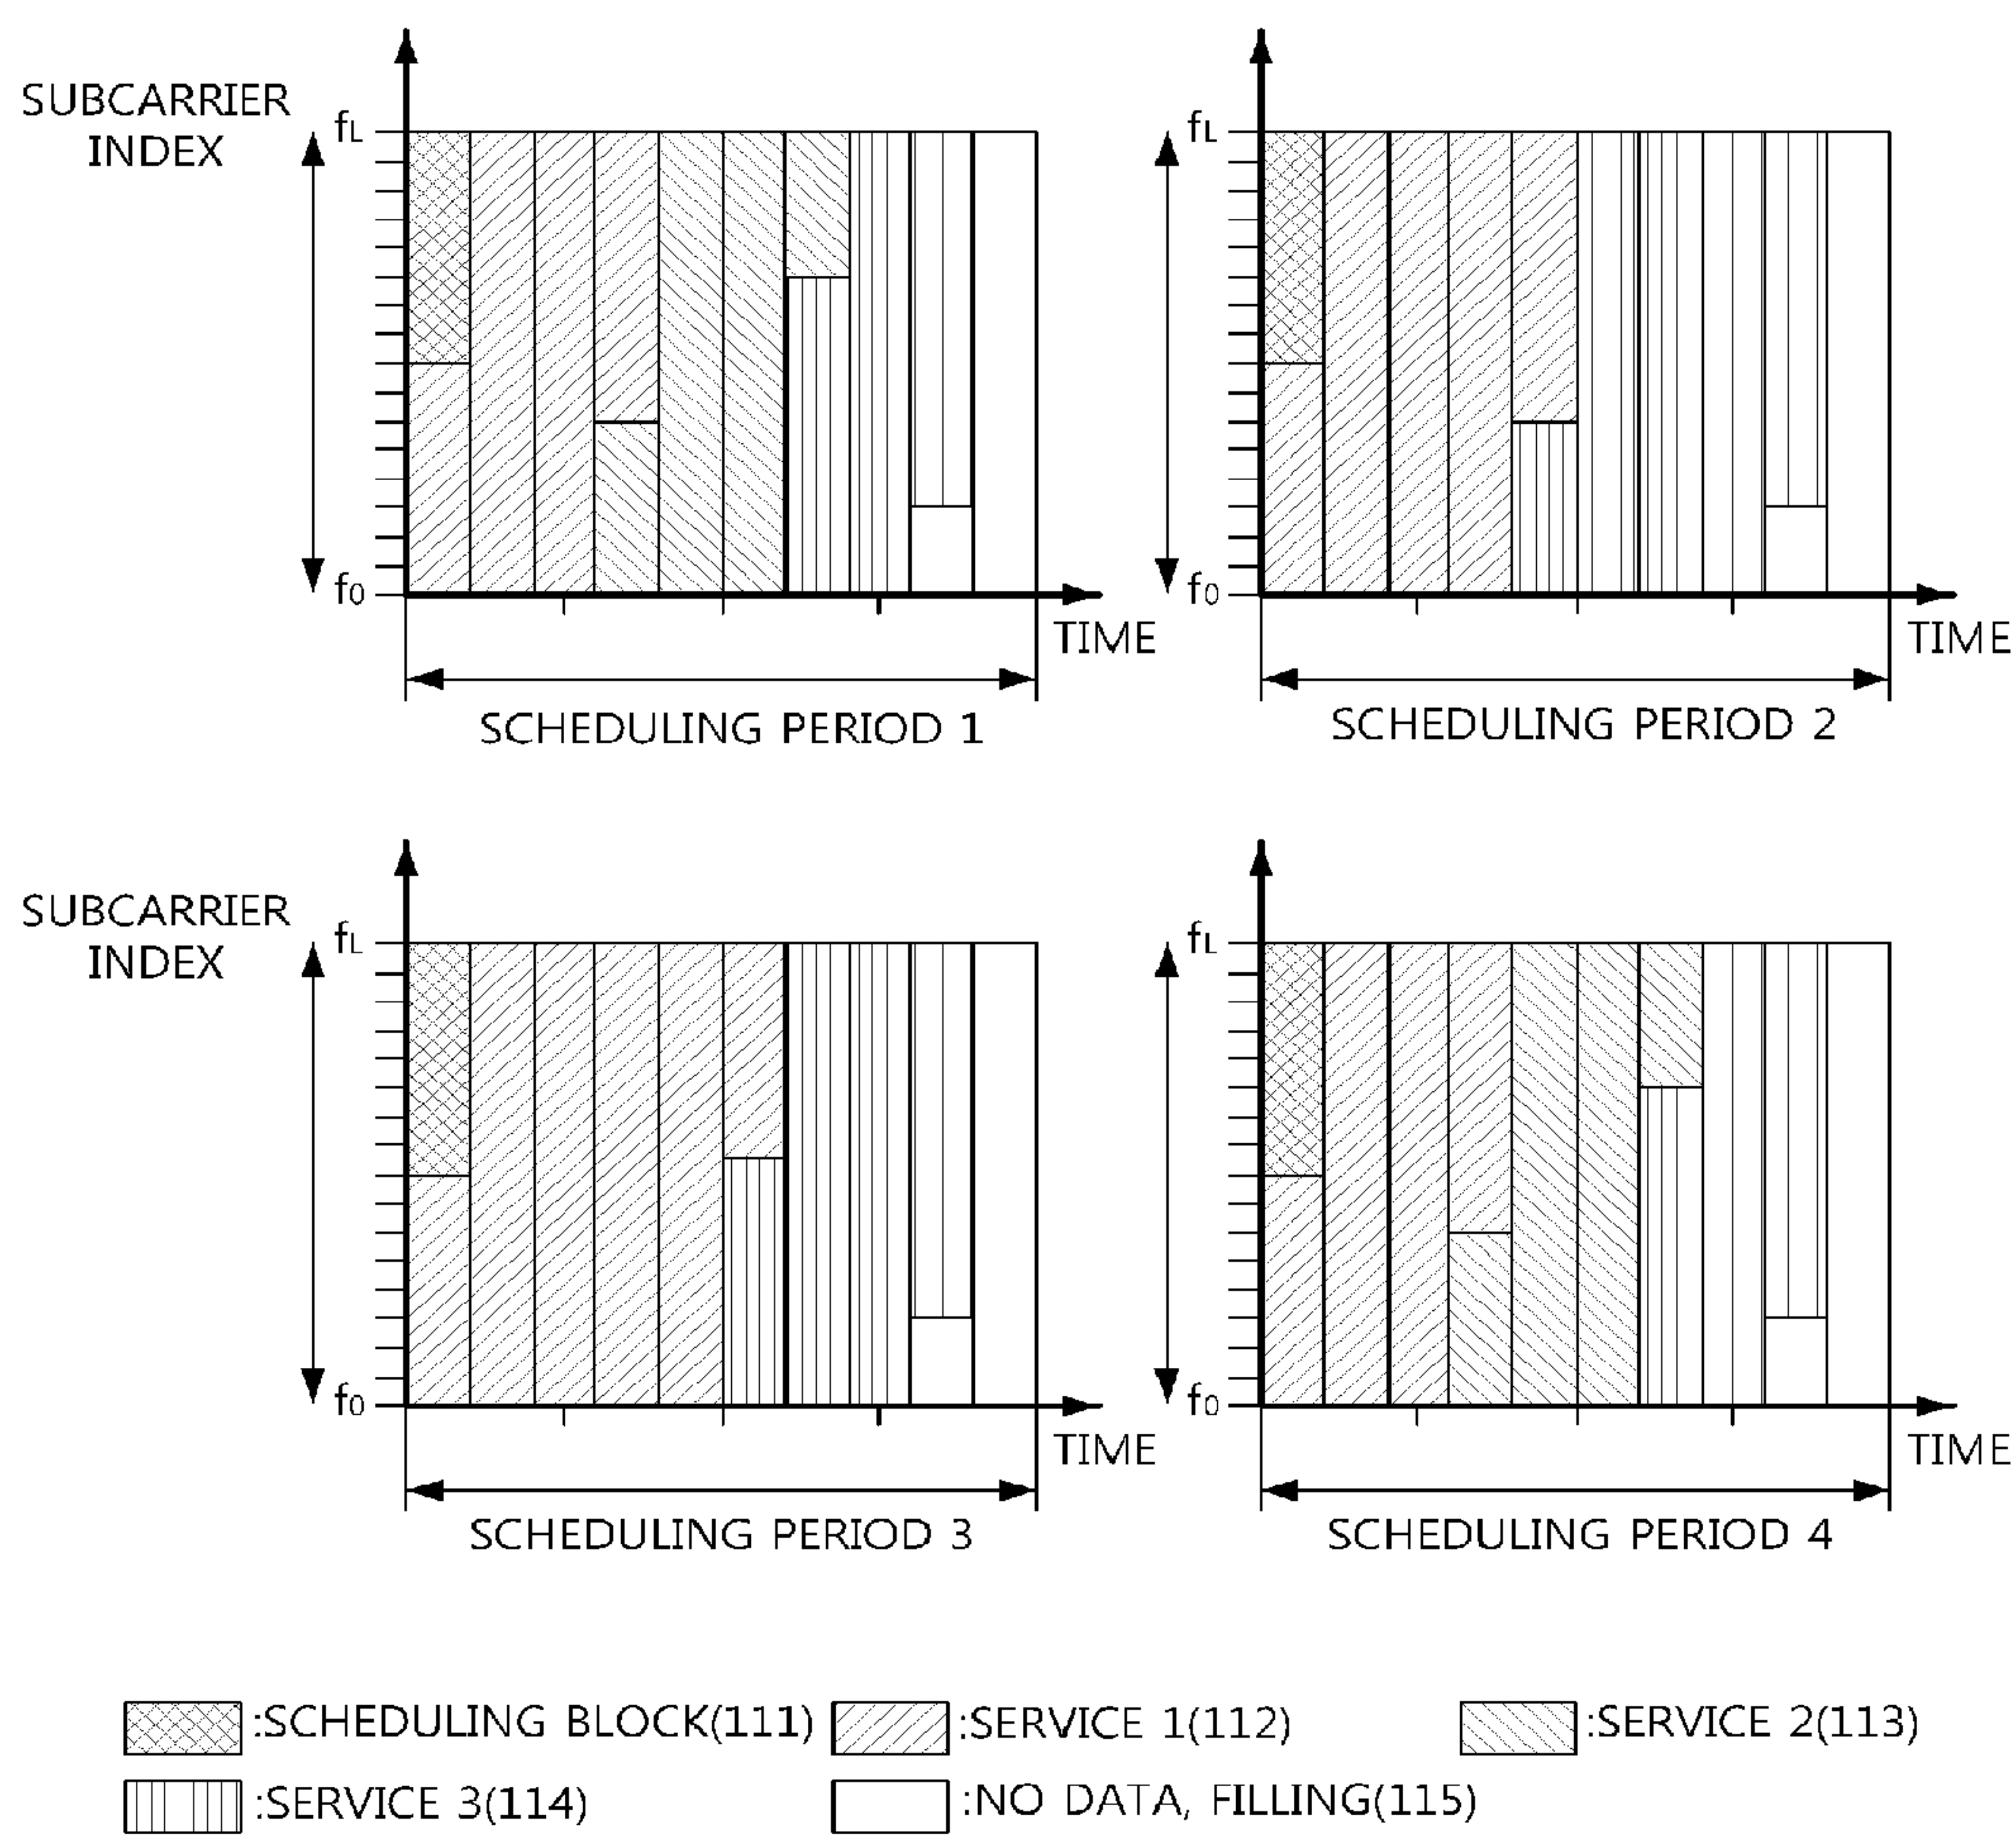 SUBCARRIER
INDEX
fL
f0
TIME
SCHEDULING PERIOD 1
fL
f0
TIME
SCHEDULING PERIOD 2
SUBCARRIER
INDEX
fL
f0
TIME
SCHEDULING PERIOD 3
fL
f0
TIME
SCHEDULING PERIOD 4
:SCHEDULING BLOCK(111)
:SERVICE 1(112)
:SERVICE 2(113)
:SERVICE 3(114)
:NO DATA, FILLING(115)